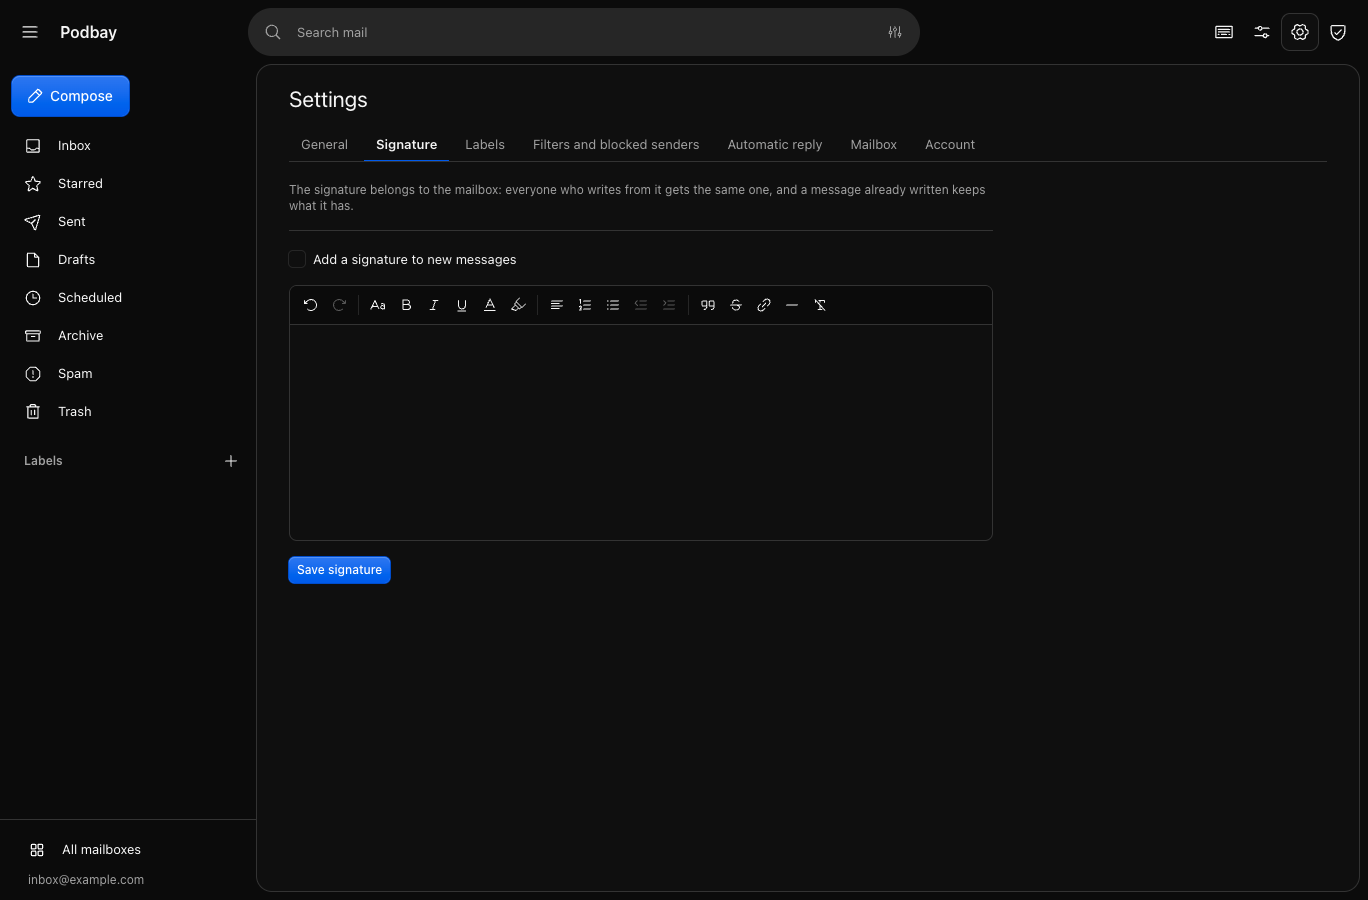 Podbay
Search mail
Compose
Inbox
Starred
Sent
Drafts
Scheduled
Archive
Spam
Trash
Labels
All mailboxes
inbox@example.com
Settings
General Signature Labels Filters and blocked senders Automatic reply Mailbox Account
The signature belongs to the mailbox: everyone who writes from it gets the same one, and a message already written keeps
what it has.
Add a signature to new messages
Aa B I U A
Save signature